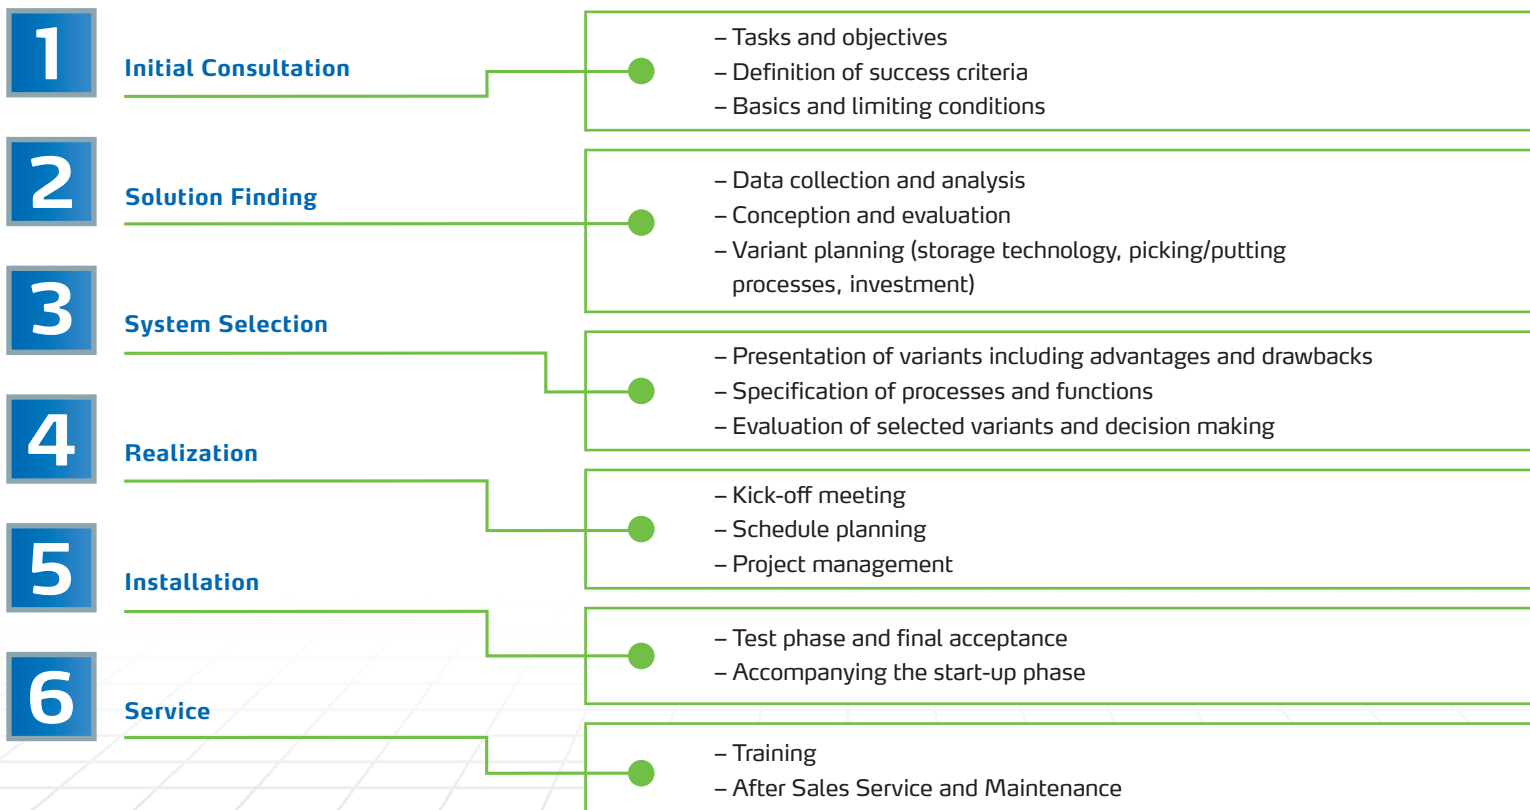 1
Initial Consultation
– Tasks and objectives
– Definition of success criteria
– Basics and limiting conditions
2
Solution Finding
– Data collection and analysis
– Conception and evaluation
– Variant planning (storage technology, picking/putting
processes, investment)
3
System Selection
– Presentation of variants including advantages and drawbacks
– Specification of processes and functions
– Evaluation of selected variants and decision making
4
Realization
– Kick-off meeting
– Schedule planning
– Project management
5
Installation
– Test phase and final acceptance
– Accompanying the start-up phase
6
Service
– Training
– After Sales Service and Maintenance